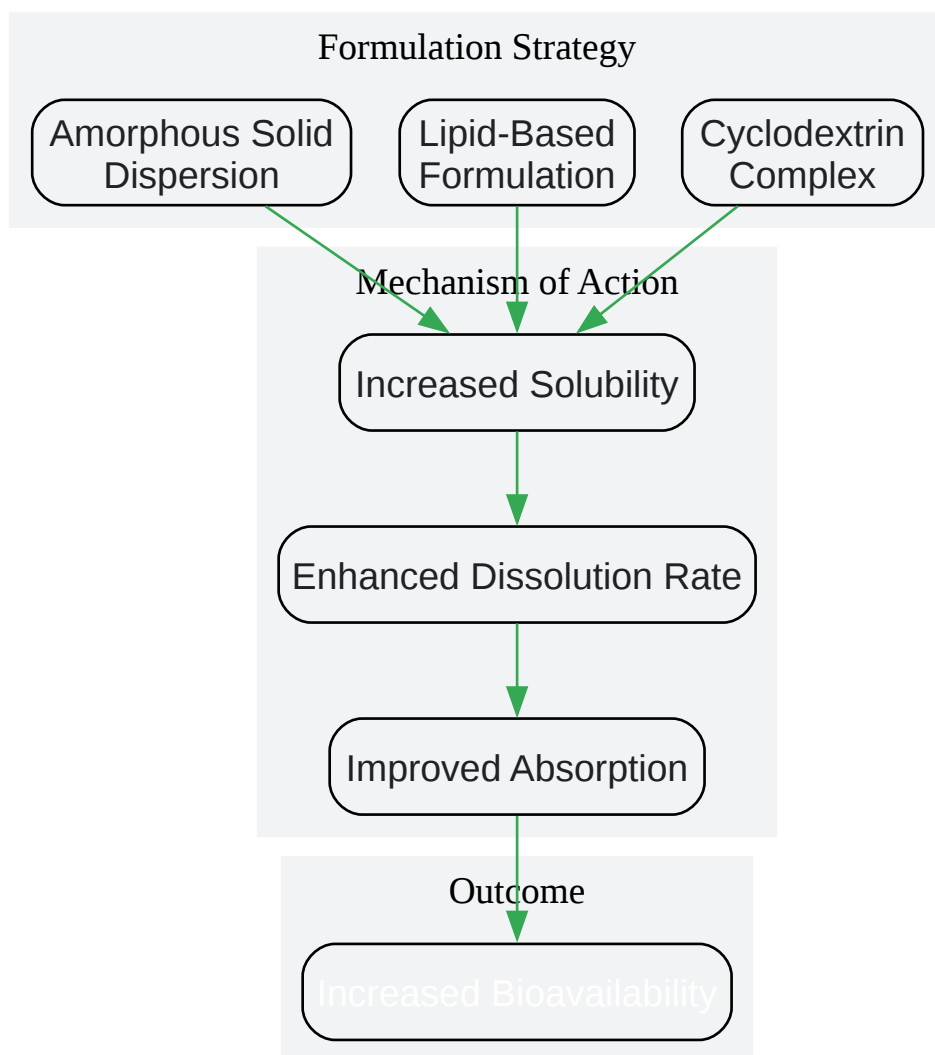 Formulation Strategy
Amorphous Solid
Dispersion
Lipid-Based
Formulation
Cyclodextrin
Complex
Mechanism of Action
Increased Solubility
Enhanced Dissolution Rate
Improved Absorption
Outcome
Increased Bioavailability